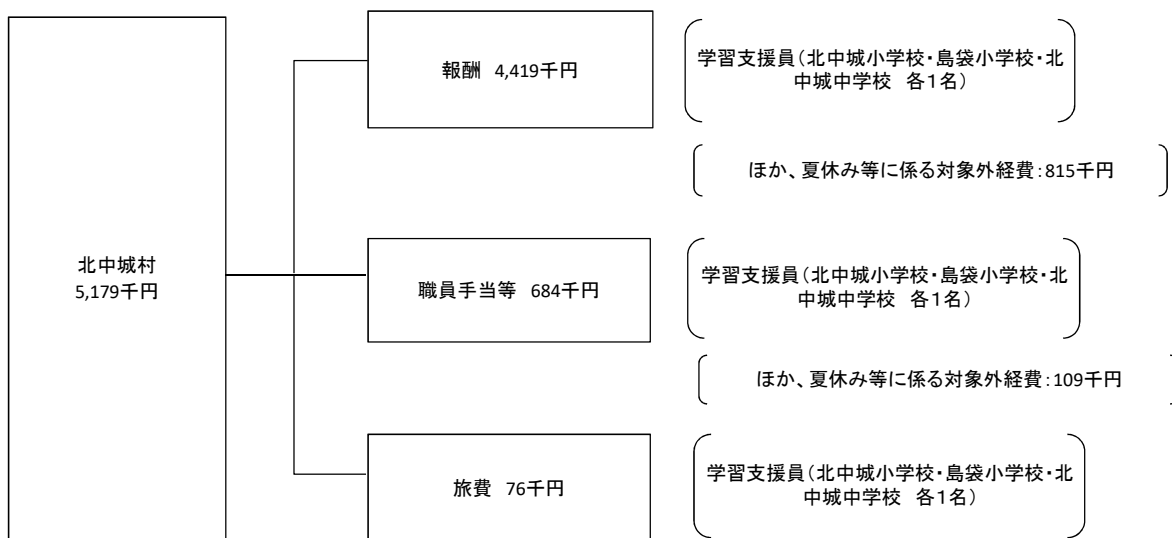 北中城村
5,179千円
報酬 4,419千円
学習支援員（北中城小学校・島袋小学校・北
中城中学校 各1名）
ほか、夏休み等に係る対象外経費：815千円
職員手当等 684千円
学習支援員（北中城小学校・島袋小学校・北
中城中学校 各1名）
ほか、夏休み等に係る対象外経費：109千円
旅費 76千円
学習支援員（北中城小学校・島袋小学校・北
中城中学校 各1名）